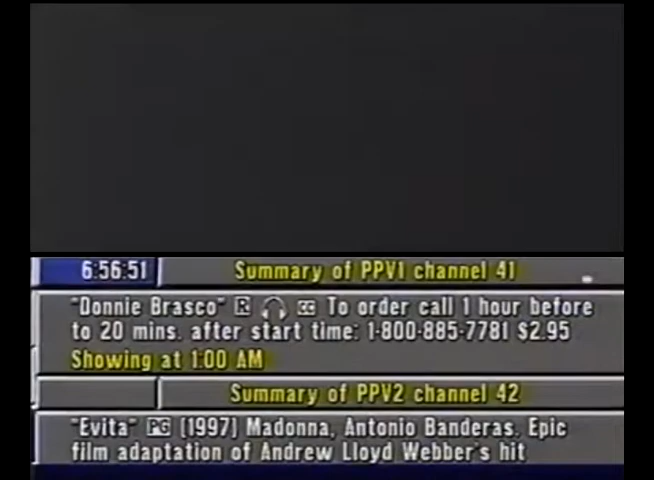 6:56:51 Summary of PPV1 channel 41
"Donnie Brasco" R CC To order call 1 hour before
to 20 mins. after start time: 1-800-885-7781 $2.95
Showing at 1:00 AM
Summary of PPV2 channel 42
"Evita" PG [1997] Madonna, Antonio Banderas. Epic
film adaptation of Andrew Lloyd Webber's hit